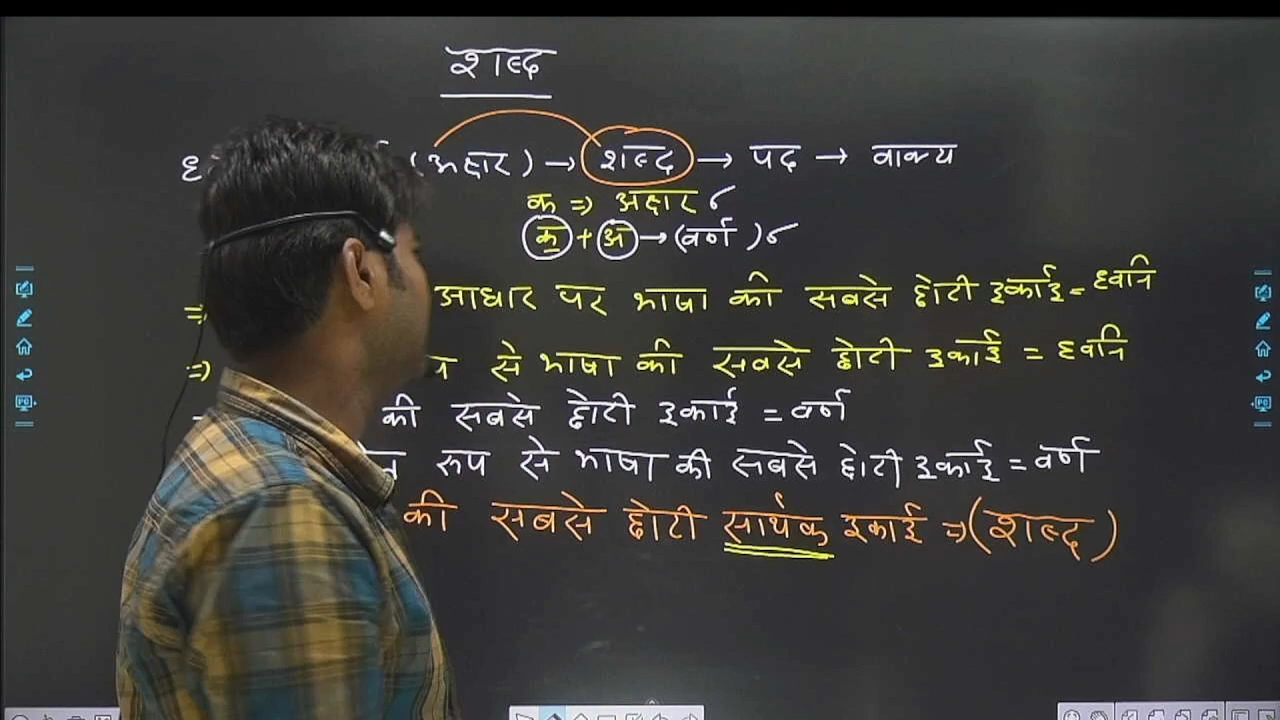 शब्द
(अक्षर) → शब्द → पद → वाक्य
क => अक्षर
क + अ → (वर्ण)
=> आधार पर भाषा की सबसे छोटी इकाई = ध्वनि
=> से भाषा की सबसे छोटी इकाई = ध्वनि
की सबसे छोटी इकाई = वर्ण
रूप से भाषा की सबसे छोटी इकाई = वर्ण
की सबसे छोटी सार्थक इकाई => (शब्द)